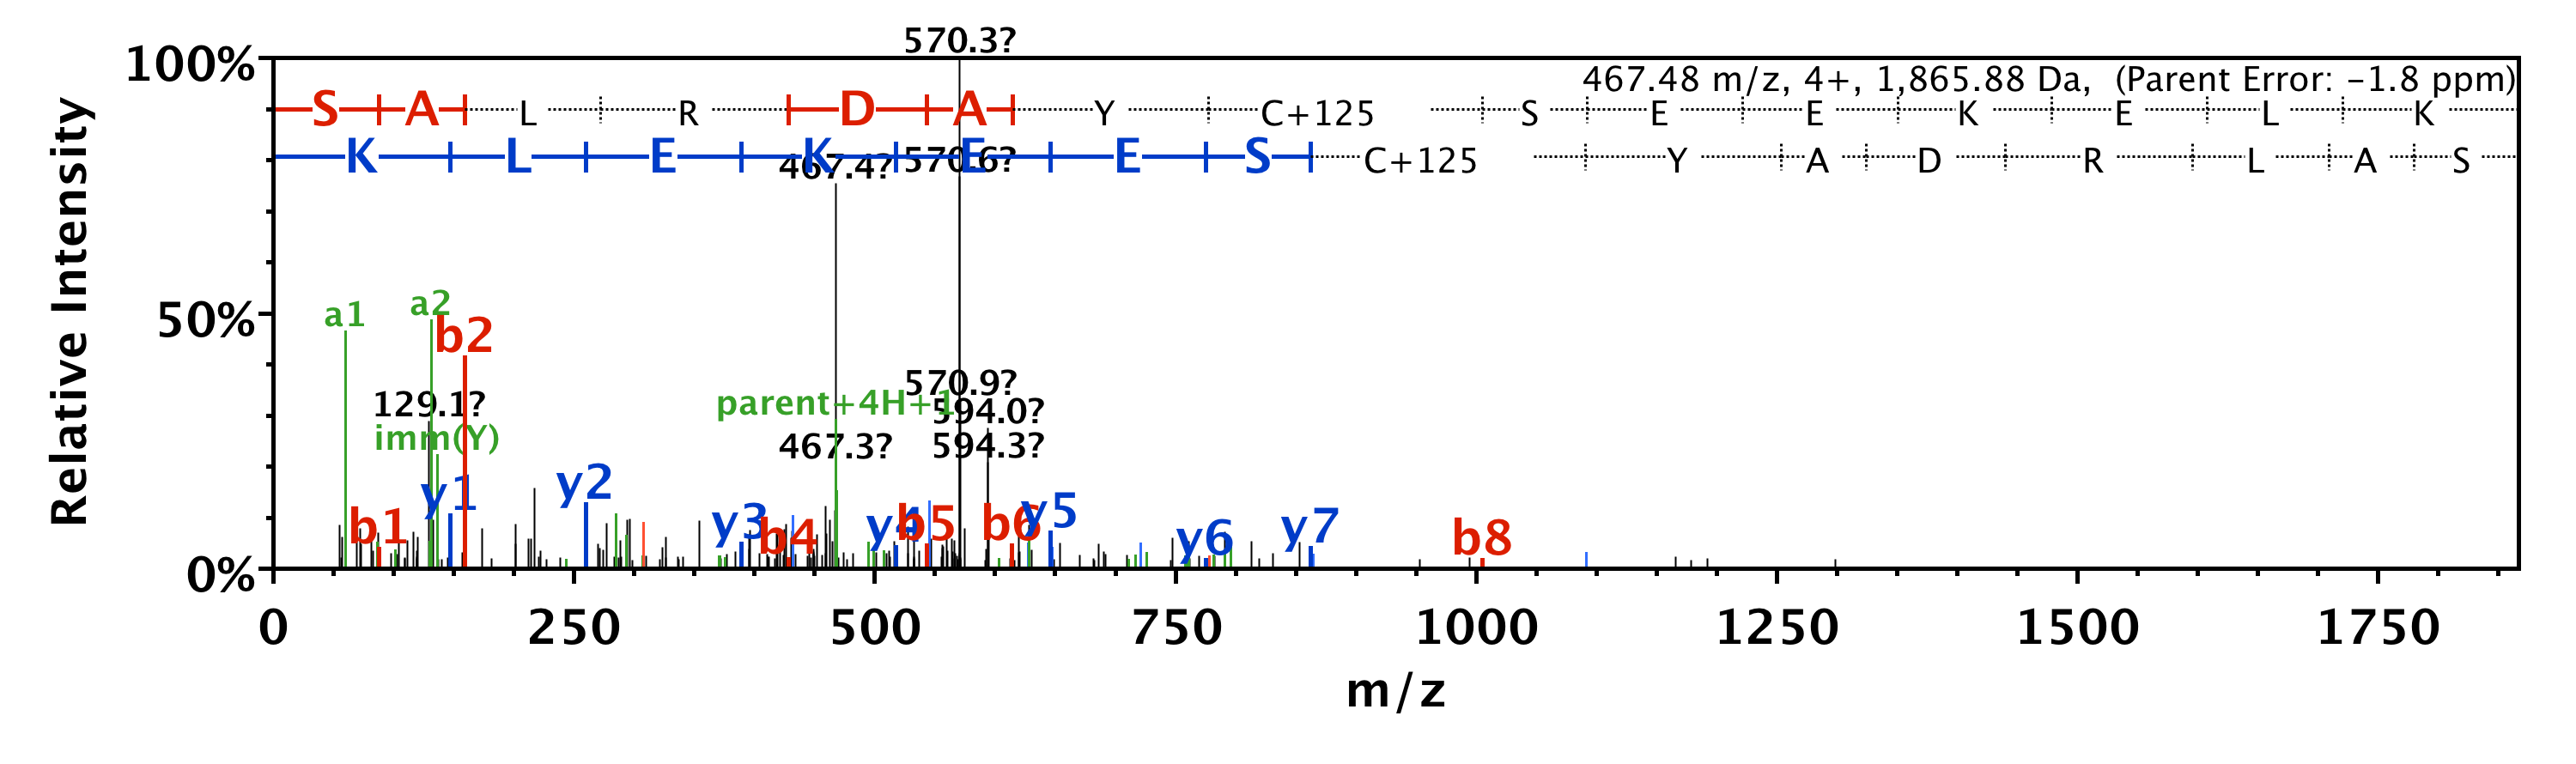 570.3?
100%
467.48 m/z, 4+, 1,865.88 Da, (Parent Error: −1.8 ppm)
S A L R D A Y C+125 S E E K E L K
K L E K E E S C+125 Y A D R L A S
467.4? 570.6?
a1 a2
50%
b2
570.9?
129.1? parent+4H+1 594.0?
imm(Y) 467.3? 594.3?
y1 y2
b1 y3 b4 y4 b5 b6 y5 y6 y7 b8
0%
0 250 500 750 1000 1250 1500 1750
m/z
Relative Intensity